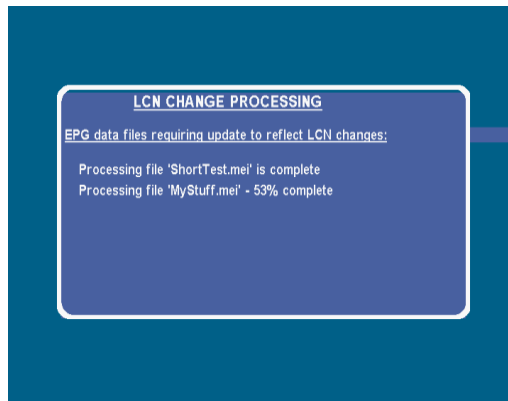 LCN CHANGE PROCESSING
EPG data files requiring update to reflect LCN changes:
Processing file 'ShortTest.mei' is complete
Processing file 'MyStuff.mei' - 53% complete